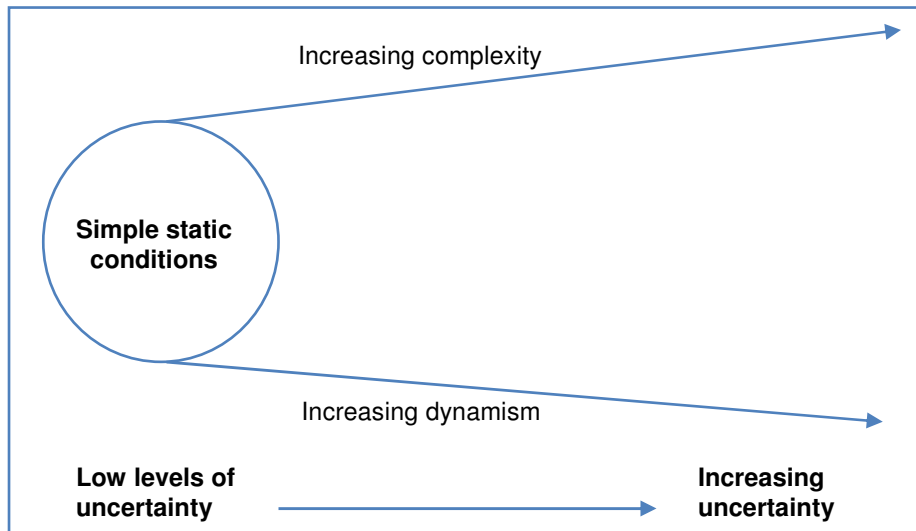 Increasing complexity
Simple static
conditions
Increasing dynamism
Low levels of
uncertainty
Increasing
uncertainty